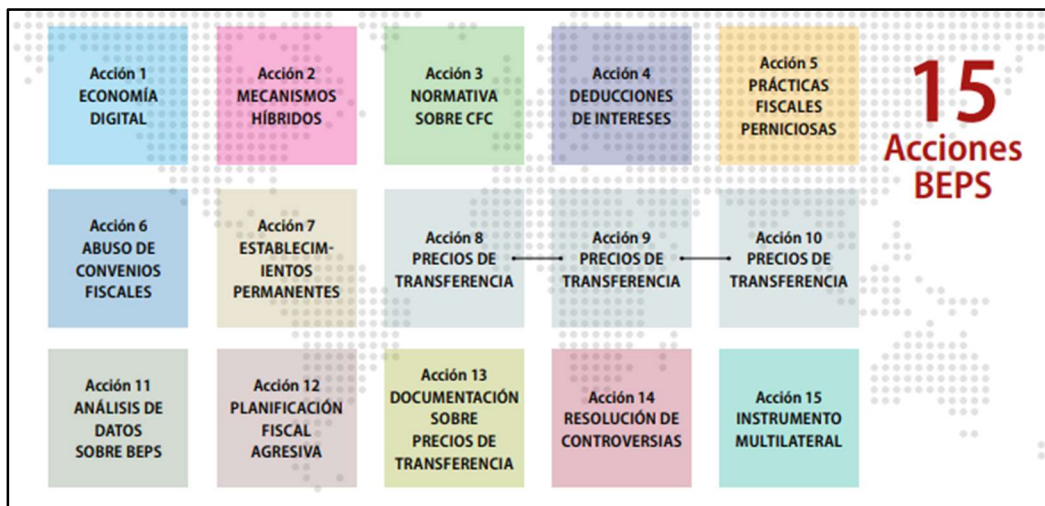 Acción 1
ECONOMÍA
DIGITAL
Acción 2
MECANISMOS
HÍBRIDOS
Acción 3
NORMATIVA
SOBRE CFC
Acción 4
DEDUCCIONES
DE INTERESES
Acción 5
PRÁCTICAS
FISCALES
PERNICIOSAS
15
Acciones
BEPS
Acción 6
ABUSO DE
CONVENIOS
FISCALES
Acción 7
ESTABLECIM-
IENTOS
PERMANENTES
Acción 8
PRECIOS DE
TRANSFERENCIA
Acción 9
PRECIOS DE
TRANSFERENCIA
Acción 10
PRECIOS DE
TRANSFERENCIA
Acción 11
ANÁLISIS DE
DATOS
SOBRE BEPS
Acción 12
PLANIFICACIÓN
FISCAL
AGRESIVA
Acción 13
DOCUMENTACIÓN
SOBRE
PRECIOS DE
TRANSFERENCIA
Acción 14
RESOLUCIÓN DE
CONTROVERSIAS
Acción 15
INSTRUMENTO
MULTILATERAL